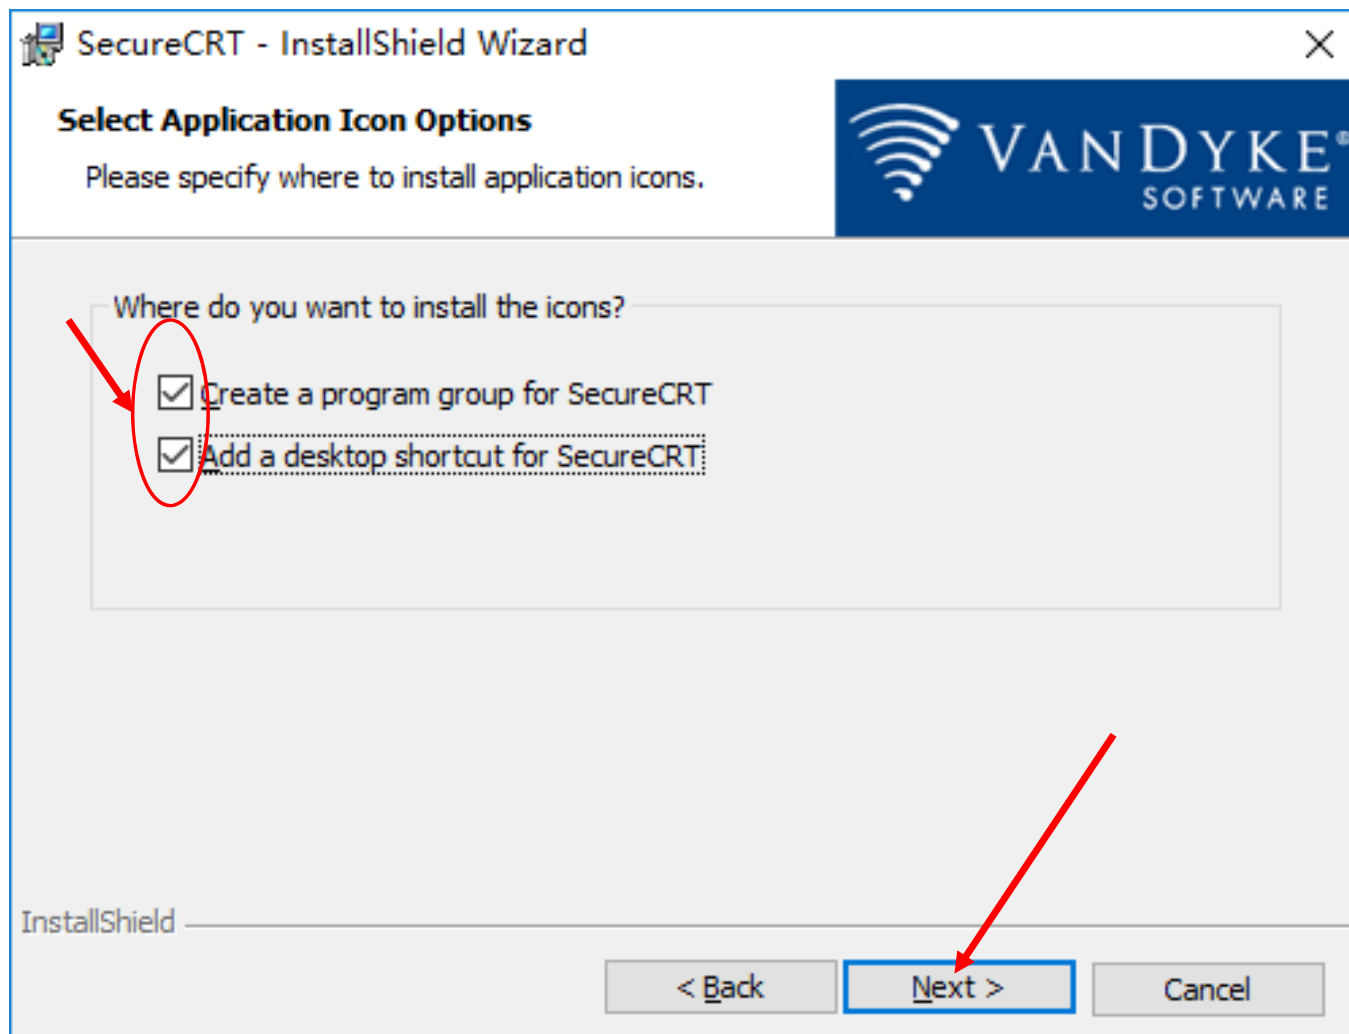 SecureCRT - InstallShield Wizard
Select Application Icon Options
Please specify where to install application icons.
VANDYKE®
SOFTWARE
Where do you want to install the icons?
Create a program group for SecureCRT
Add a desktop shortcut for SecureCRT
InstallShield
< Back
Next >
Cancel